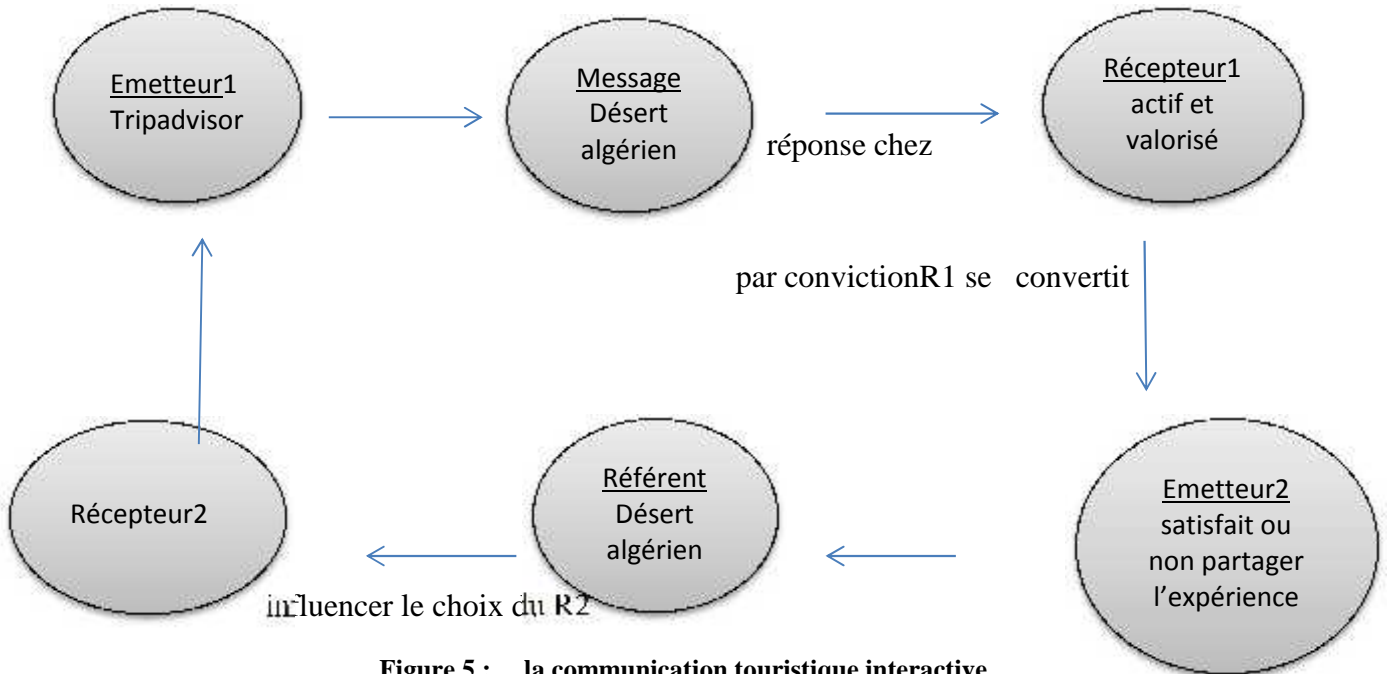 Emetteur1
Tripadvisor
Message
Désert
algérien
réponse chez
Récepteur1
actif et
valorisé
par convictionR1 se convertit
Emetteur2
satisfait ou
non partager
l'expérience
Référent
Désert
algérien
influencer le choix du R2
Récepteur2
Figure 5 : la communication touristique interactive